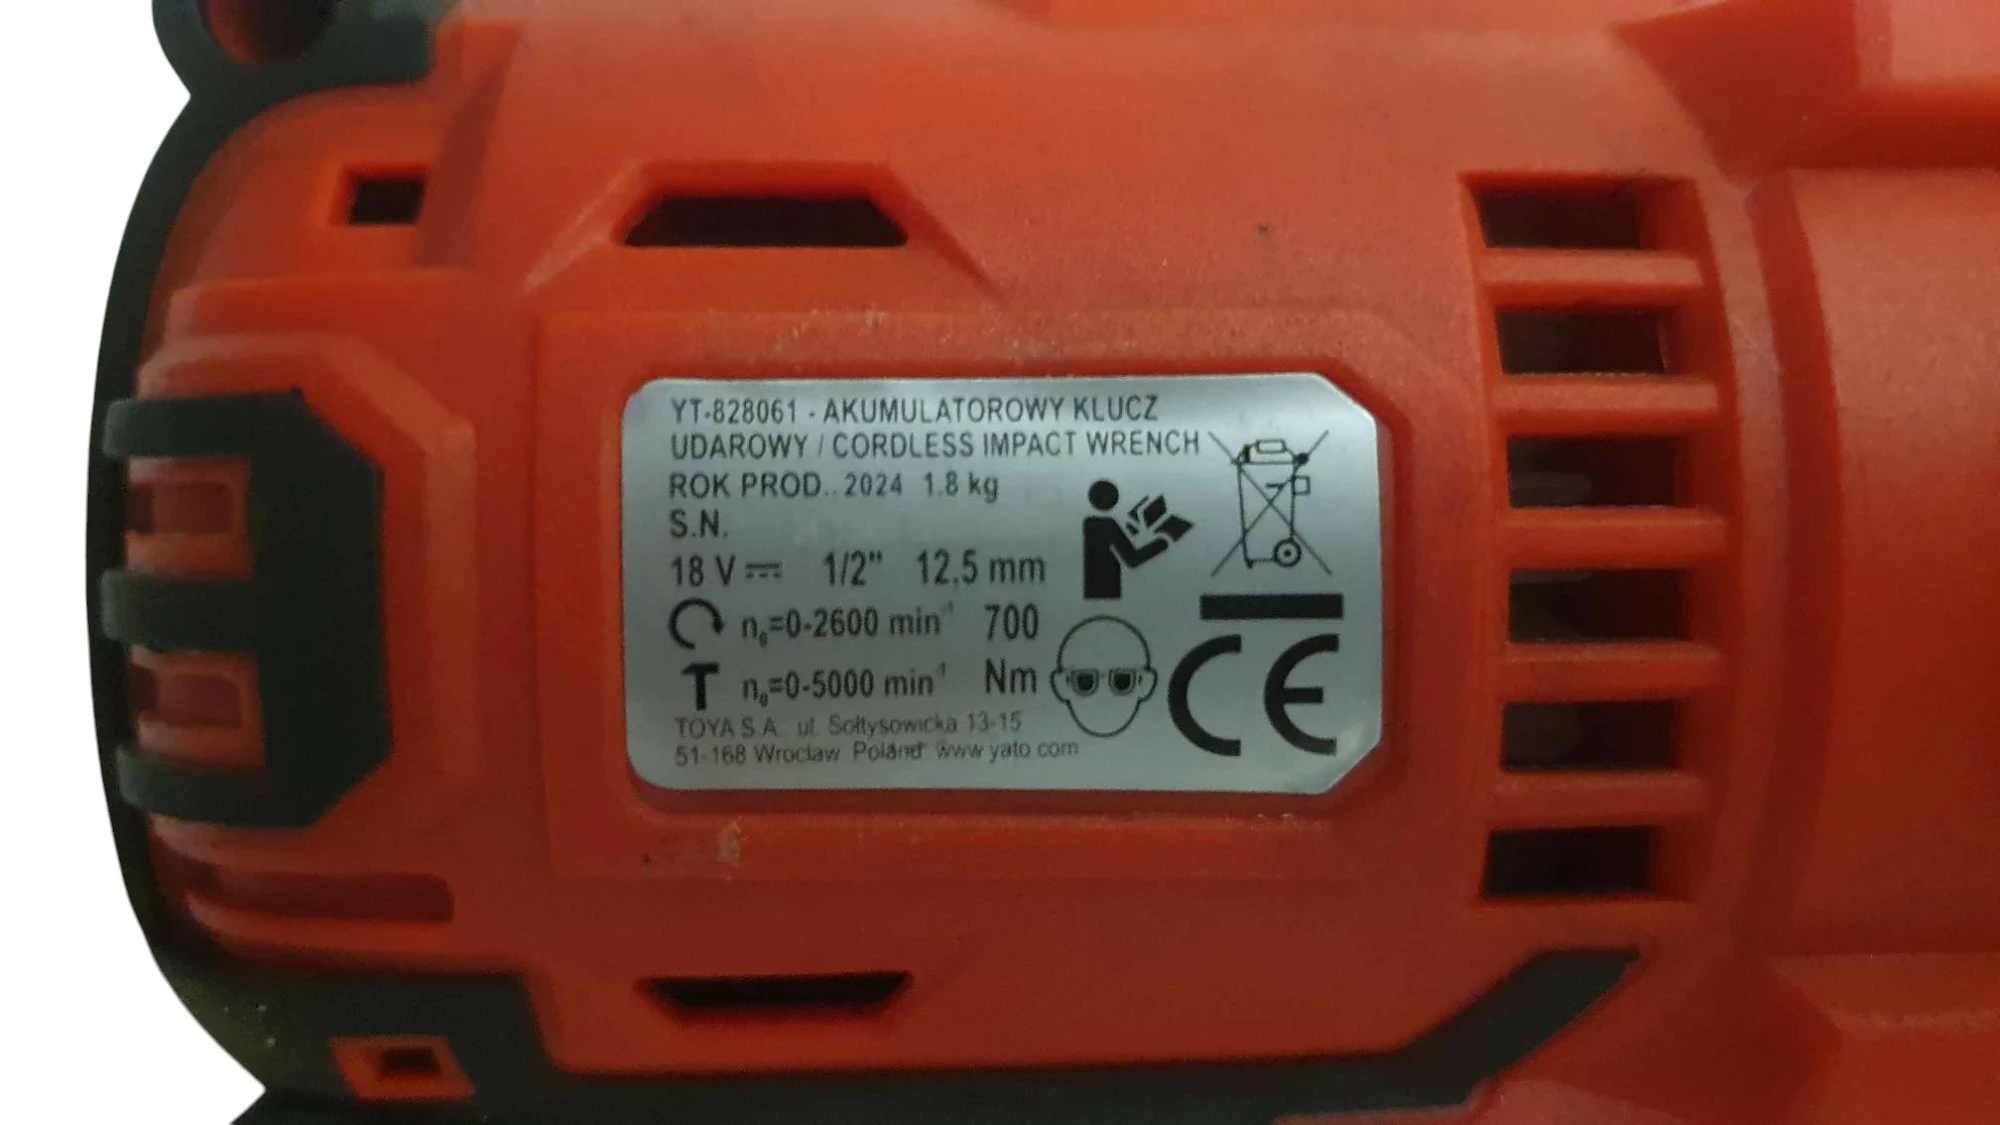 YT-828061 - AKUMULATOROWY KLUCZ
UDAROWY / CORDLESS IMPACT WRENCH
ROK PROD.. 2024 1.8 kg
S.N.
18 V 1/2" 12,5 mm
n₀=0-2600 min⁻¹ 700
n₀=0-5000 min⁻¹ Nm
TOYA S.A. ul. Sołtysowicka 13-15
51-168 Wrocław Poland www yato com
CE